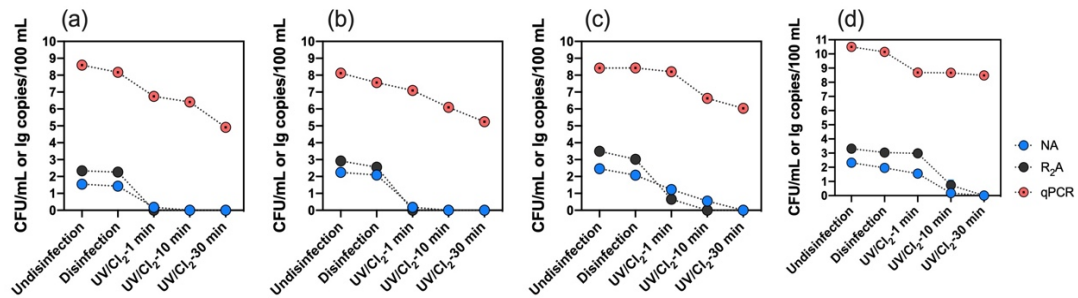 (a)
CFU/mL or lg copies/100 mL
10
9
8
7
6
5
4
3
2
1
0
Undisinfection
Disinfection
UV/Cl₂-1 min
UV/Cl₂-10 min
UV/Cl₂-30 min
(b)
CFU/mL or lg copies/100 mL
10
9
8
7
6
5
4
3
2
1
0
Undisinfection
Disinfection
UV/Cl₂-1 min
UV/Cl₂-10 min
UV/Cl₂-30 min
(c)
CFU/mL or lg copies/100 mL
10
9
8
7
6
5
4
3
2
1
0
Undisinfection
Disinfection
UV/Cl₂-1 min
UV/Cl₂-10 min
UV/Cl₂-30 min
(d)
CFU/mL or lg copies/100 mL
11
10
9
8
7
6
5
4
3
2
1
0
Undisinfection
Disinfection
UV/Cl₂-1 min
UV/Cl₂-10 min
UV/Cl₂-30 min
NA
R₂A
qPCR